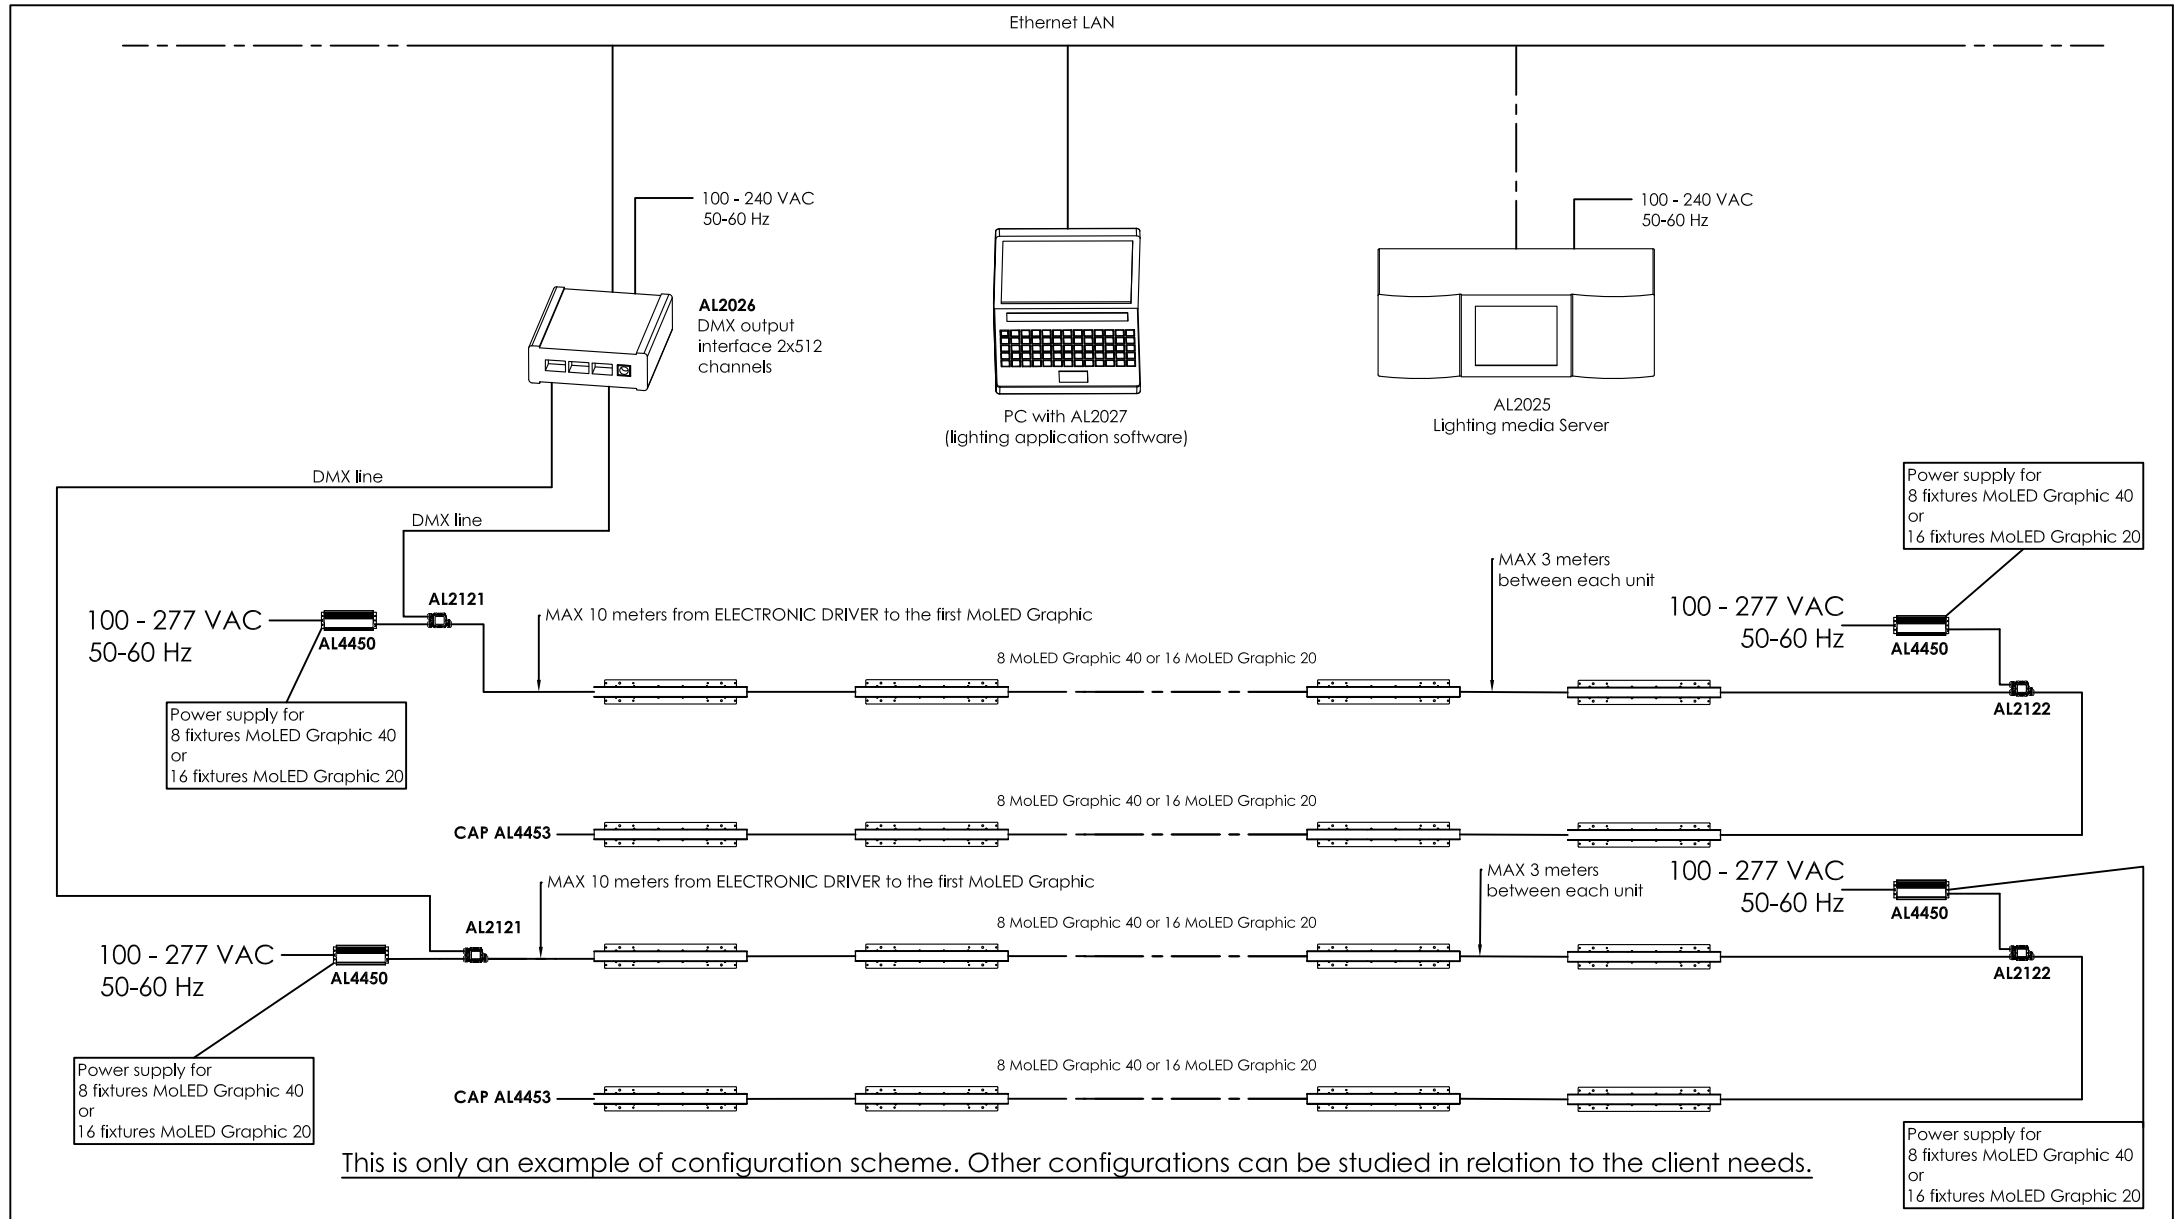 Ethernet LAN
100 - 240 VAC
50-60 Hz
100 - 240 VAC
50-60 Hz
AL2026
DMX output
interface 2x512
channels
PC with AL2027
(lighting application software)
AL2025
Lighting media Server
DMX line
DMX line
Power supply for
8 fixtures MoLED Graphic 40
or
16 fixtures MoLED Graphic 20
100 - 277 VAC
50-60 Hz
AL4450
AL2121
MAX 10 meters from ELECTRONIC DRIVER to the first MoLED Graphic
MAX 3 meters
between each unit
100 - 277 VAC
50-60 Hz
AL4450
8 MoLED Graphic 40 or 16 MoLED Graphic 20
AL2122
Power supply for
8 fixtures MoLED Graphic 40
or
16 fixtures MoLED Graphic 20
8 MoLED Graphic 40 or 16 MoLED Graphic 20
CAP AL4453
MAX 10 meters from ELECTRONIC DRIVER to the first MoLED Graphic
MAX 3 meters
between each unit
100 - 277 VAC
50-60 Hz
AL4450
100 - 277 VAC
50-60 Hz
AL4450
AL2121
8 MoLED Graphic 40 or 16 MoLED Graphic 20
AL2122
Power supply for
8 fixtures MoLED Graphic 40
or
16 fixtures MoLED Graphic 20
8 MoLED Graphic 40 or 16 MoLED Graphic 20
CAP AL4453
Power supply for
8 fixtures MoLED Graphic 40
or
16 fixtures MoLED Graphic 20
This is only an example of configuration scheme. Other configurations can be studied in relation to the client needs.